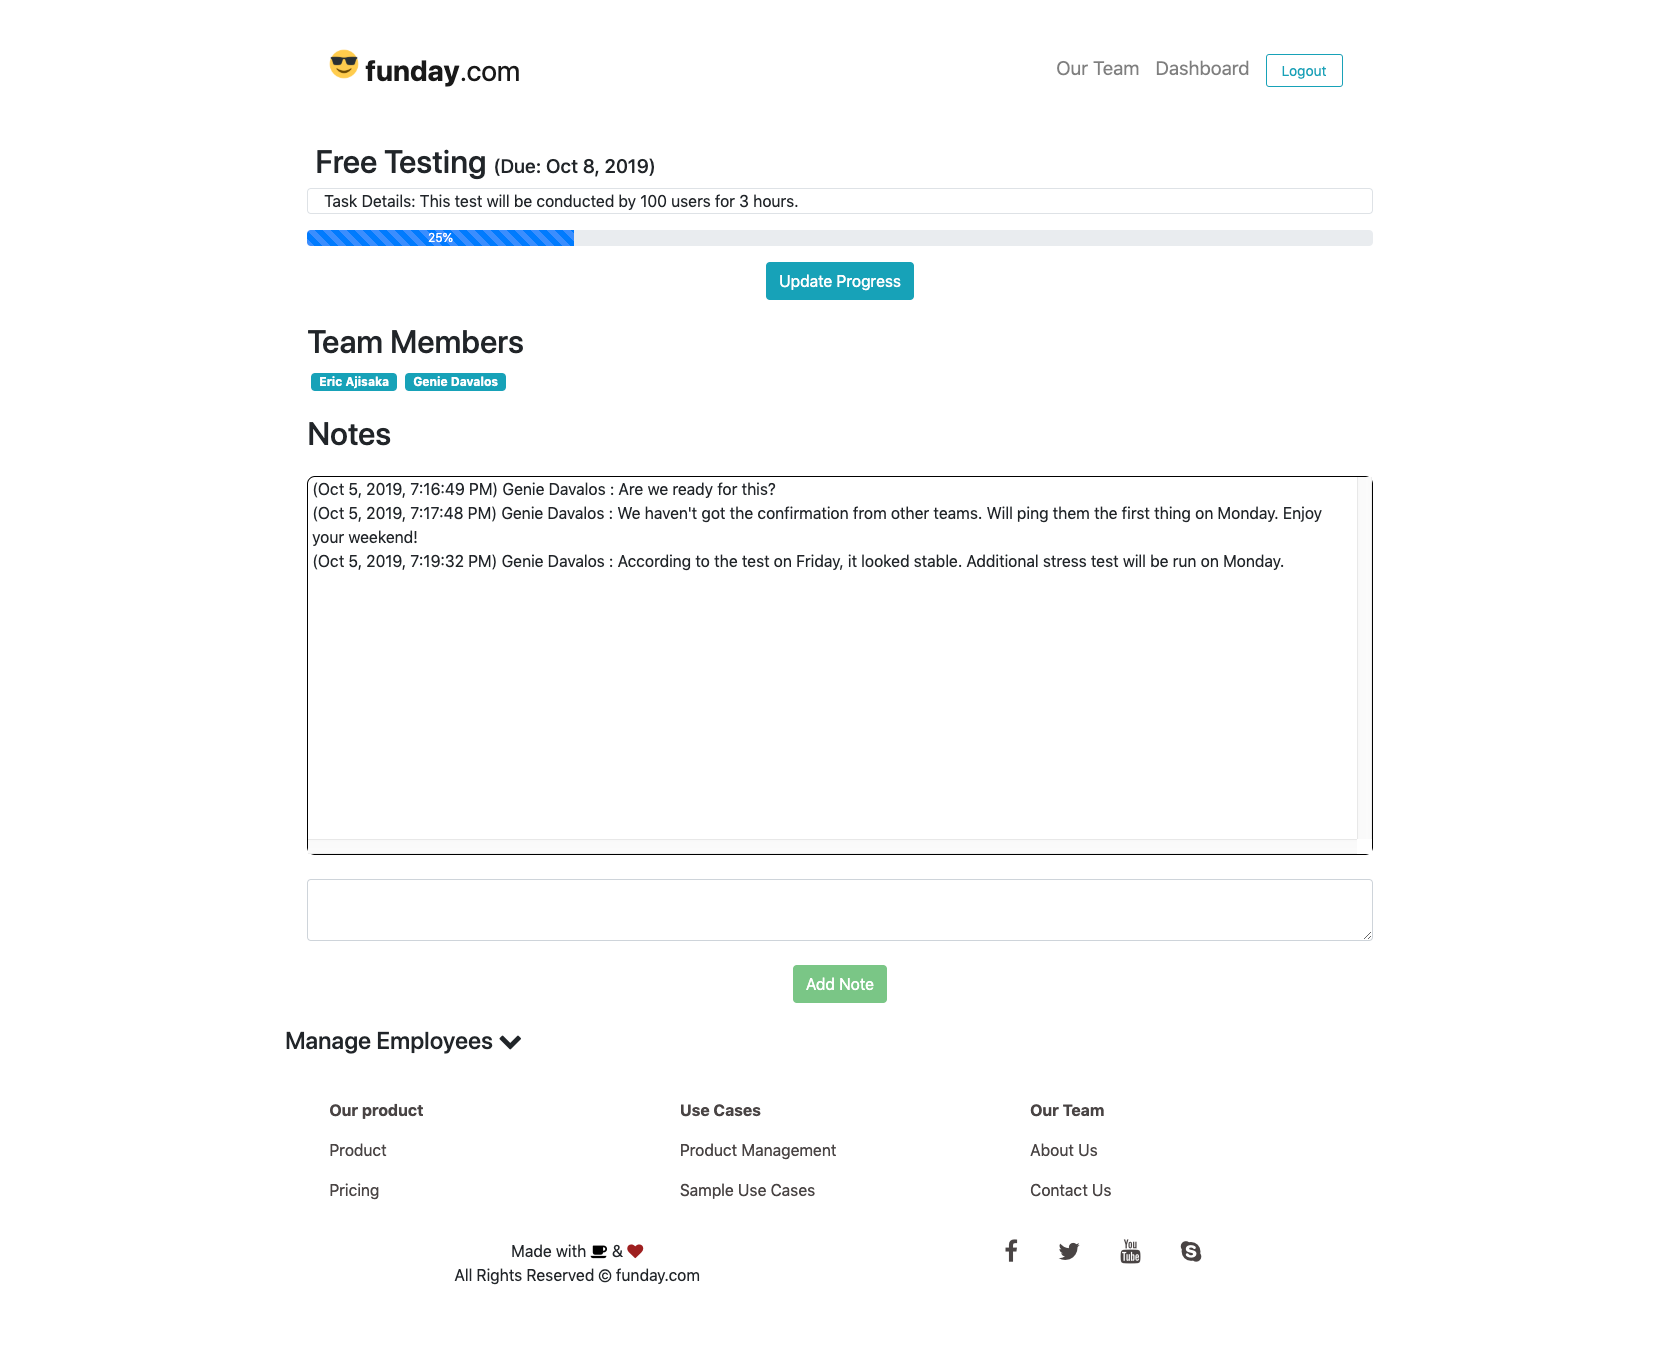 funday.com
Our Team
Dashboard
Logout
Free Testing (Due: Oct 8, 2019)
Task Details: This test will be conducted by 100 users for 3 hours.
25%
Update Progress
Team Members
Eric Ajisaka
Genie Davalos
Notes
(Oct 5, 2019, 7:16:49 PM) Genie Davalos : Are we ready for this?
(Oct 5, 2019, 7:17:48 PM) Genie Davalos : We haven't got the confirmation from other teams. Will ping them the first thing on Monday. Enjoy
your weekend!
(Oct 5, 2019, 7:19:32 PM) Genie Davalos : According to the test on Friday, it looked stable. Additional stress test will be run on Monday.
Add Note
Manage Employees
Our product
Product
Pricing
Use Cases
Product Management
Sample Use Cases
Our Team
About Us
Contact Us
Made with &
All Rights Reserved © funday.com
You
Tube